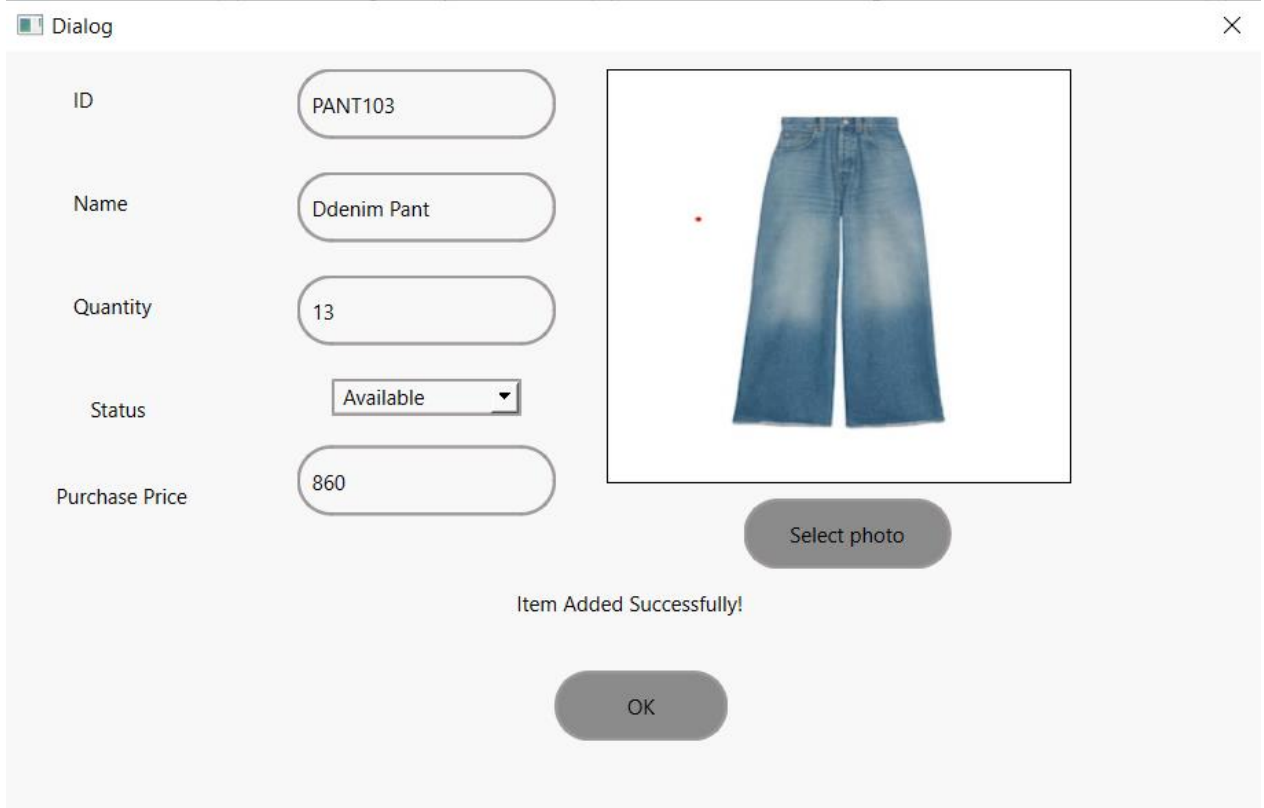 Dialog
ID
PANT103
Name
Ddenim Pant
Quantity
13
Status
Available
Purchase Price
860
Select photo
Item Added Successfully!
OK